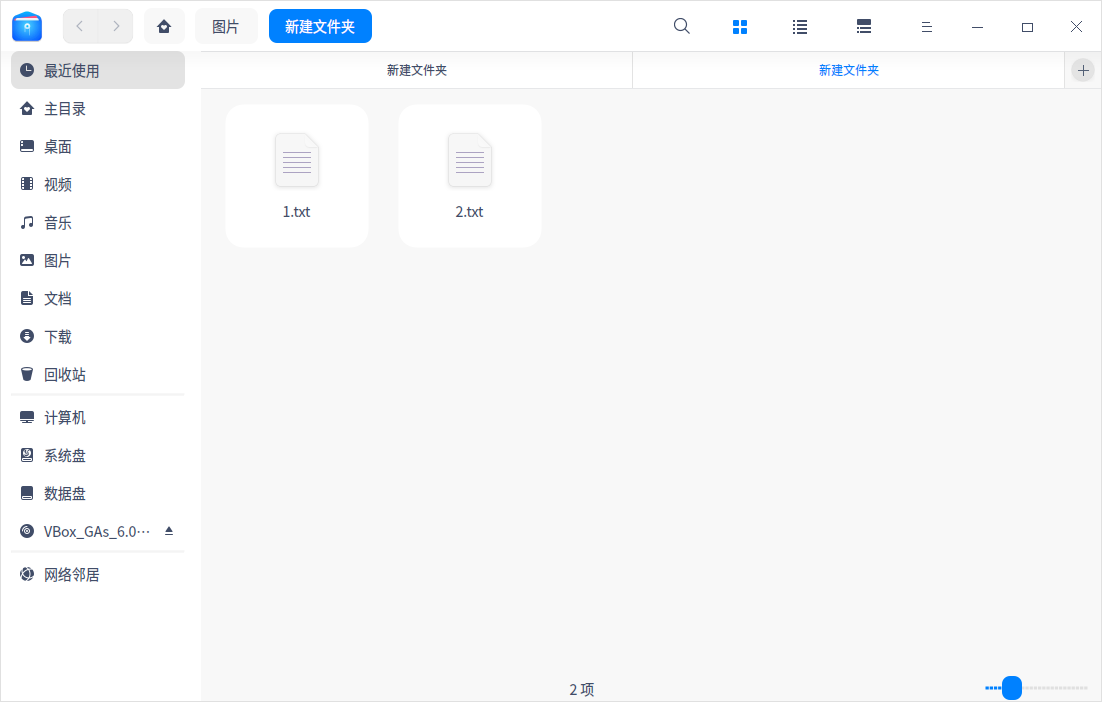 图片
新建文件夹
最近使用
新建文件夹
新建文件夹
主目录
桌面
视频
音乐
图片
文档
下载
回收站
计算机
系统盘
数据盘
VBox_GAs_6.0⋯
网络邻居
1.txt
2.txt
2 项